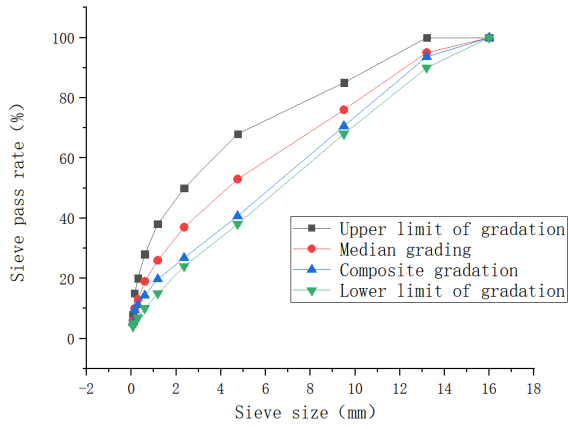 Sieve pass rate (%)
100
80
60
40
20
0
Upper limit of gradation
Median grading
Composite gradation
Lower limit of gradation
-2 0 2 4 6 8 10 12 14 16 18
Sieve size (mm)